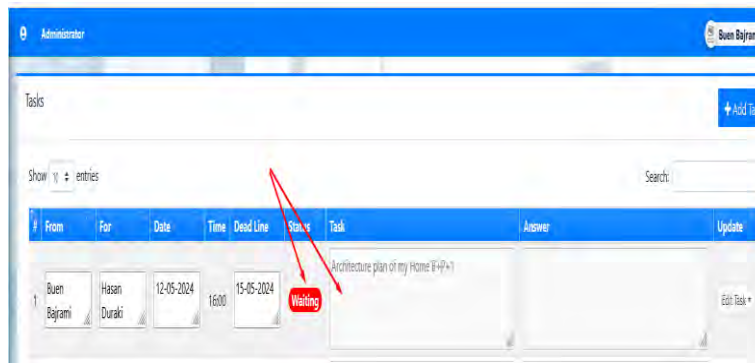 Administrator
Buen Bajram
Tasks
Add Ta
Show 10 entries
Search:
# From For Date Time Dead Line Status Task Answer Update
1 Buen Bajrami Hasan Duraki 12-05-2024 16:00 15-05-2024 Waiting Architecture plan of my Home Edit Task